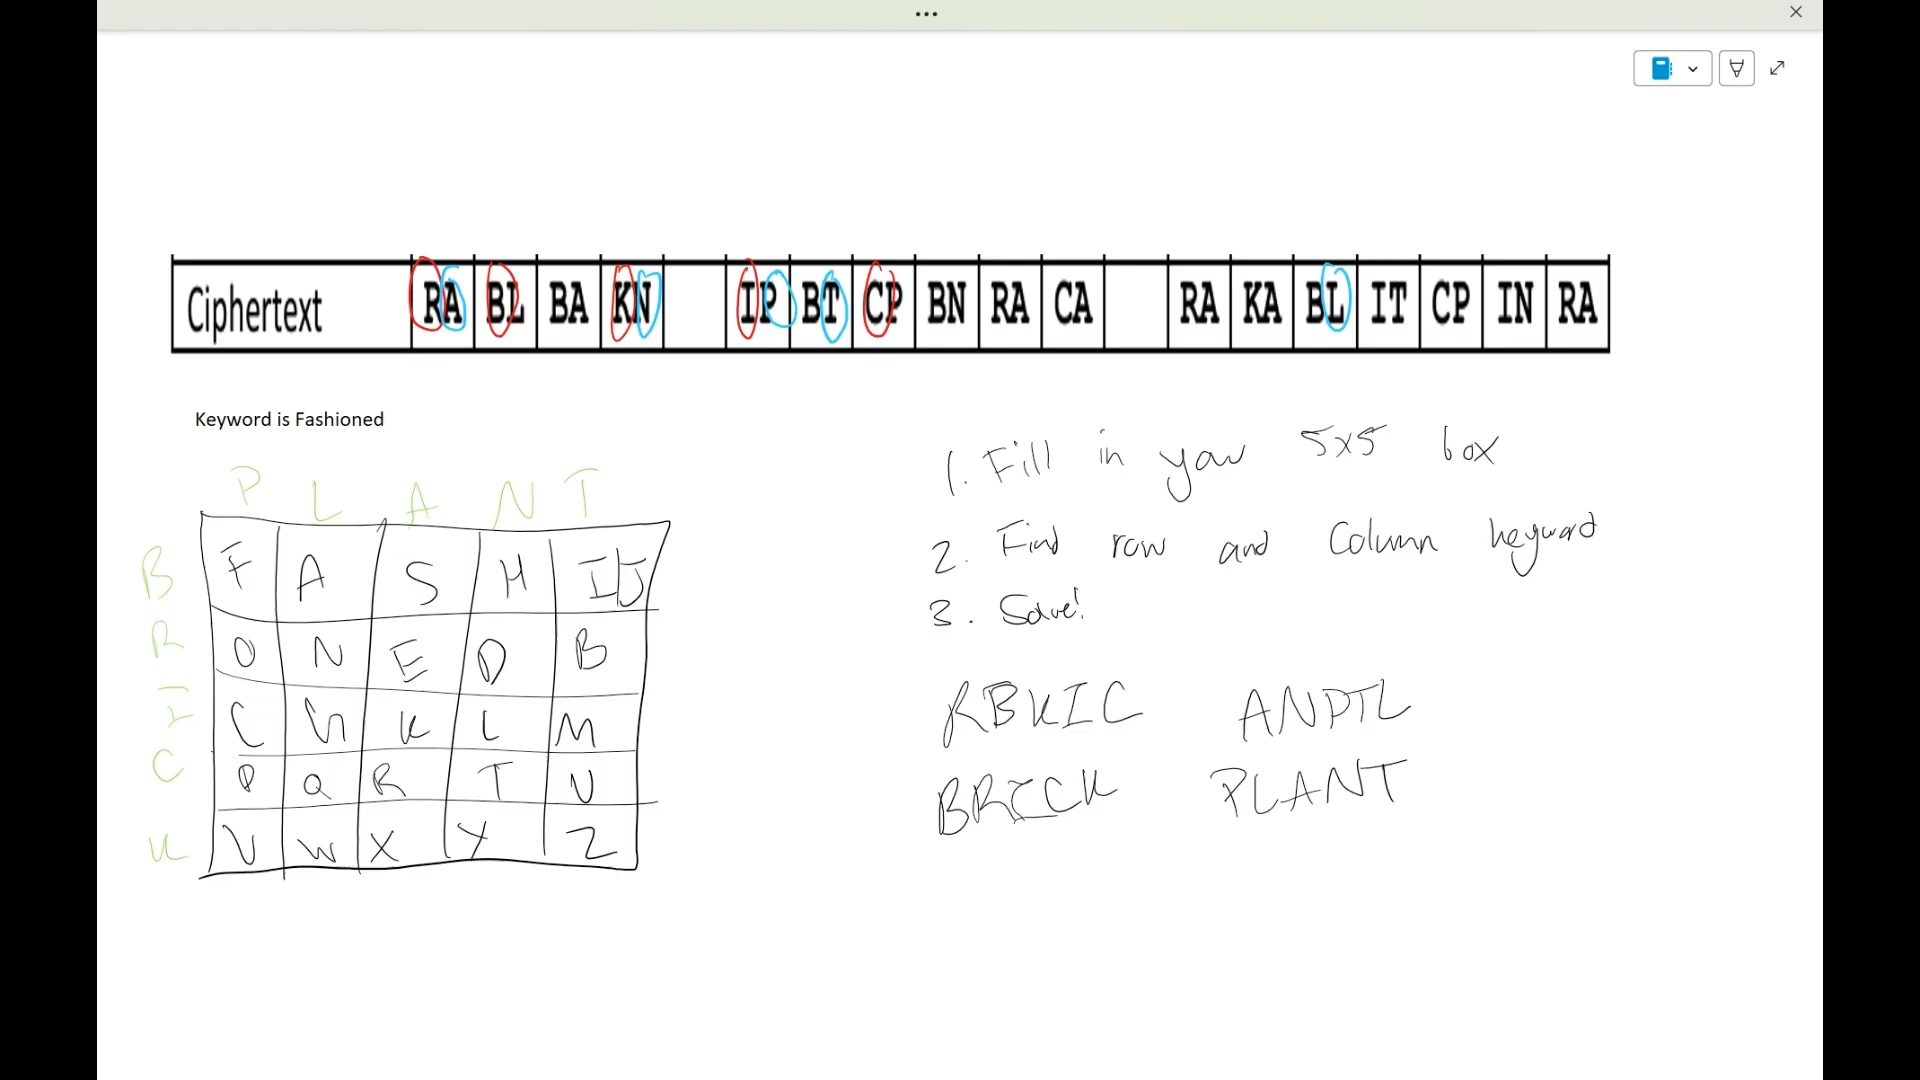 Ciphertext RA BL BA KN IP BT CP BN RA CA RA KA BL IT CP IN RA
Keyword is Fashioned
P L A N T
B F A S H I/J
R O N E D B
I C G K L M
C P Q R T U
K V W X Y Z
1. Fill in your 5x5 box
2. Find row and Column keyword
3. Solve!
RBKIC ANPTL
BRICK PLANT